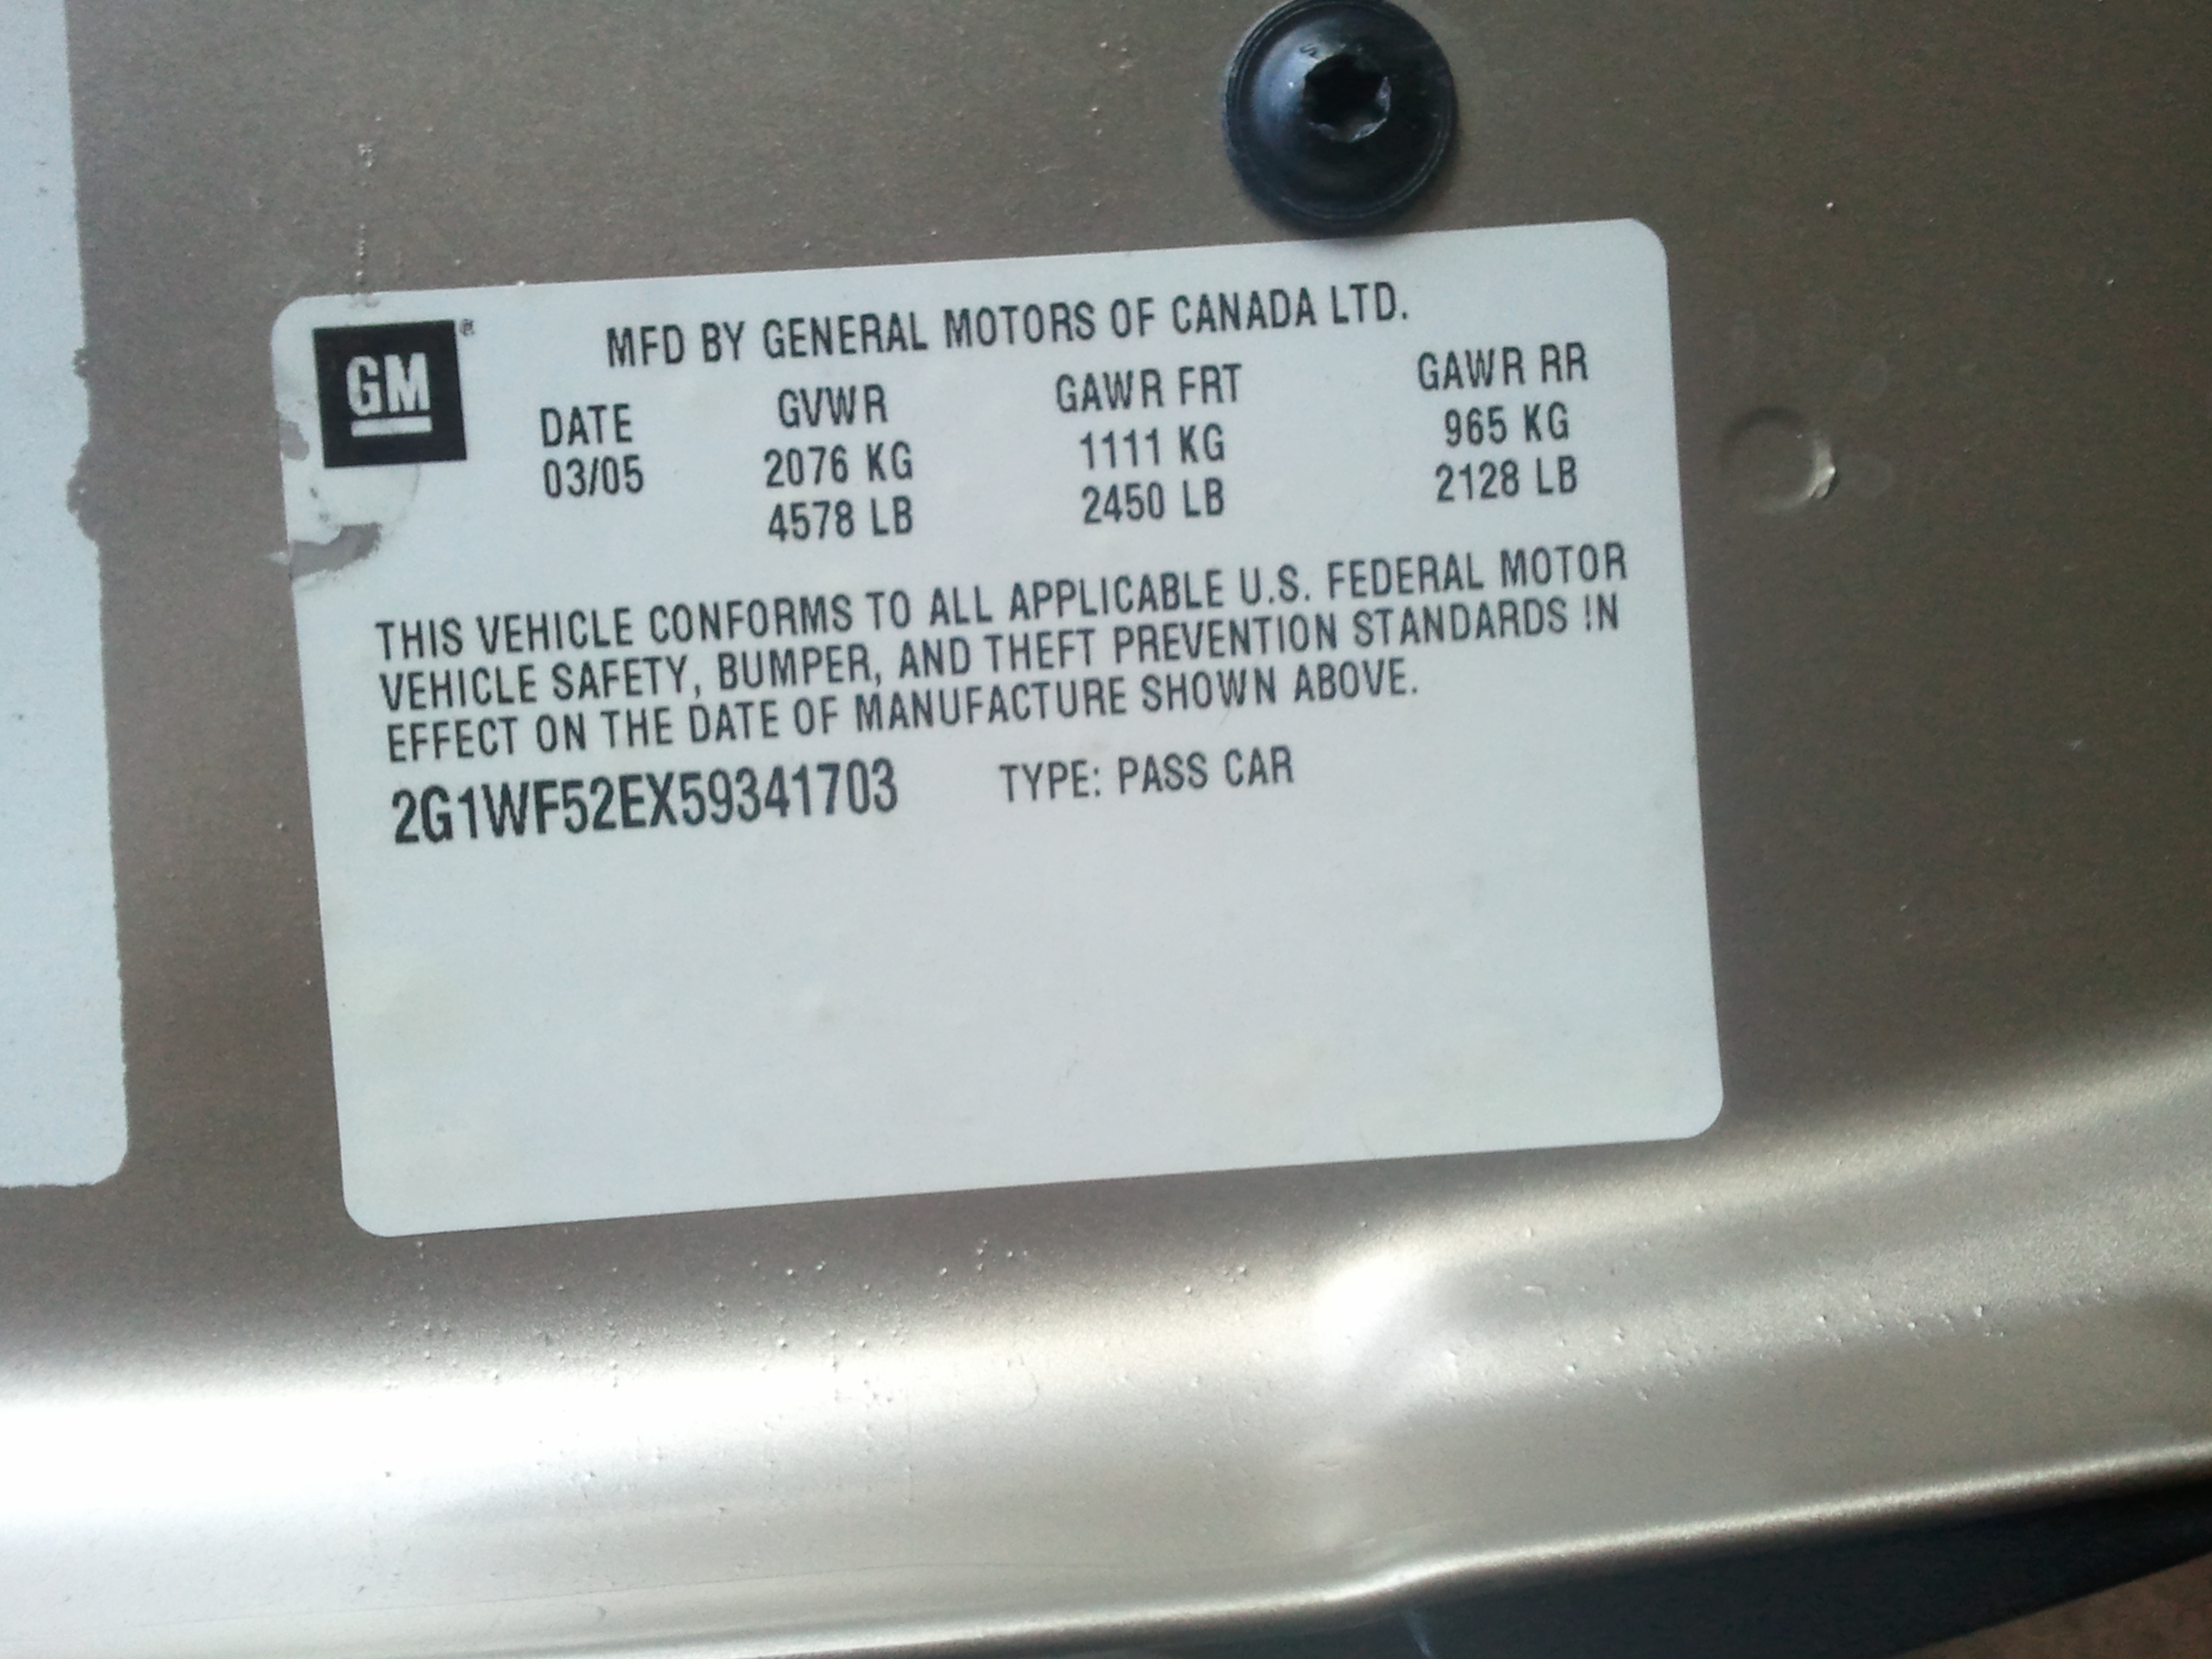 GM®
MFD BY GENERAL MOTORS OF CANADA LTD.
DATE GVWR GAWR FRT GAWR RR
03/05 2076 KG 1111 KG 965 KG
4578 LB 2450 LB 2128 LB
THIS VEHICLE CONFORMS TO ALL APPLICABLE U.S. FEDERAL MOTOR
VEHICLE SAFETY, BUMPER, AND THEFT PREVENTION STANDARDS IN
EFFECT ON THE DATE OF MANUFACTURE SHOWN ABOVE.
2G1WF52EX59341703 TYPE: PASS CAR